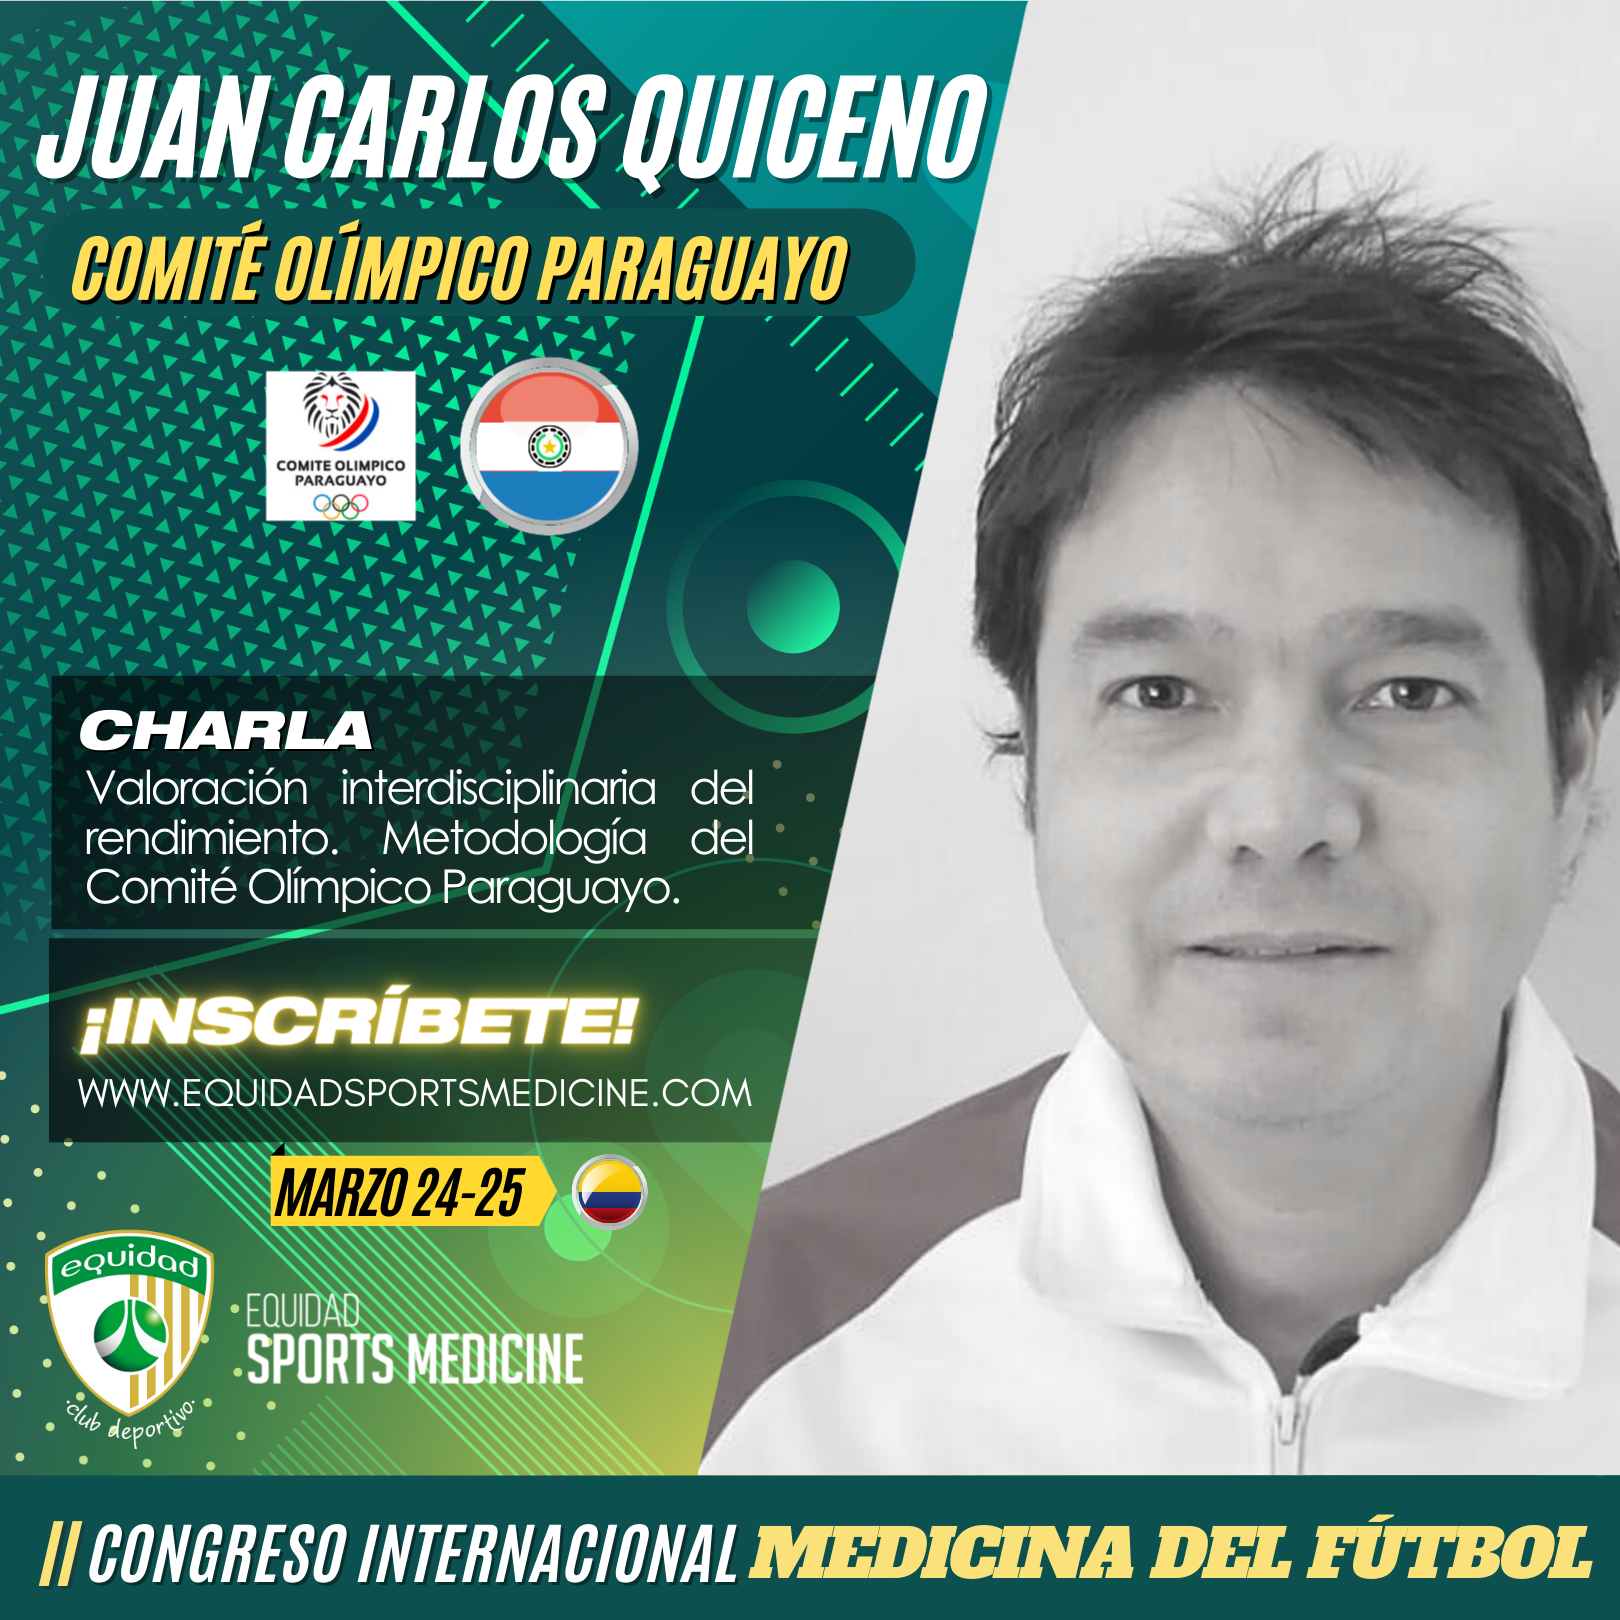 JUAN CARLOS QUICENO
COMITÉ OLÍMPICO PARAGUAYO
COMITE OLIMPICO
PARAGUAYO
CHARLA
Valoración interdisciplinaria del
rendimiento. Metodología del
Comité Olímpico Paraguayo.
¡INSCRÍBETE!
WWW.EQUIDADSPORTSMEDICINE.COM
MARZO 24-25
equidad
·club deportivo·
EQUIDAD
SPORTS MEDICINE
II CONGRESO INTERNACIONAL MEDICINA DEL FÚTBOL